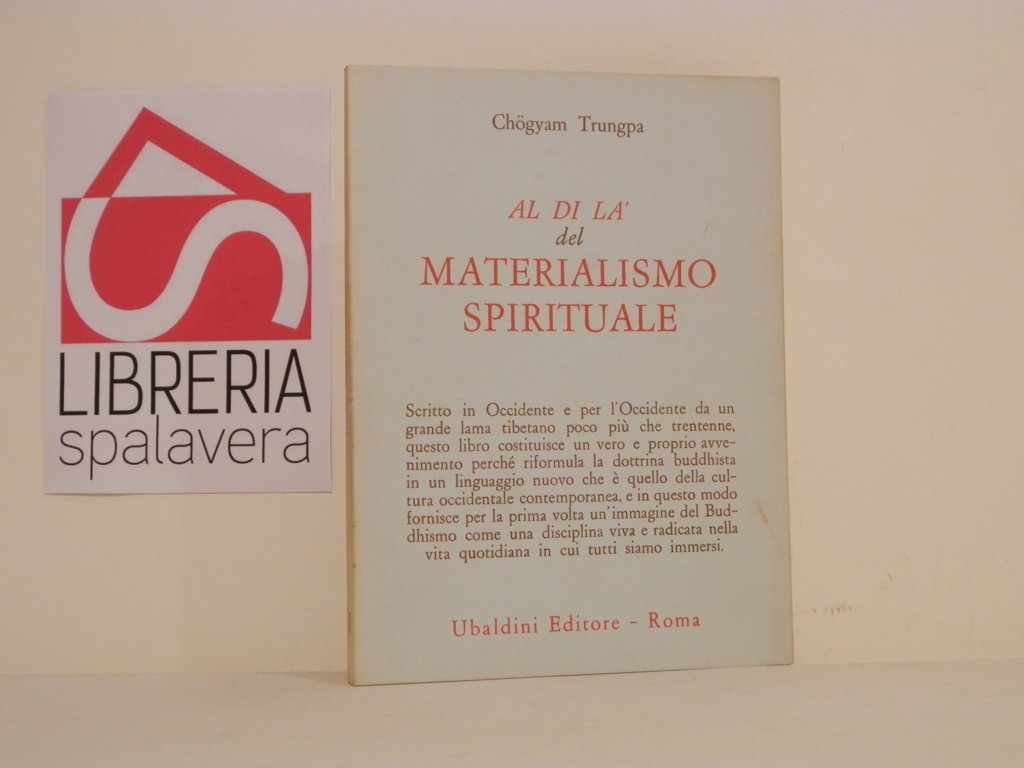 LIBRERIA
spalavera
Chögyam Trungpa
AL DI LA'
del
MATERIALISMO
SPIRITUALE
Scritto in Occidente e per l'Occidente da un
grande lama tibetano poco più che trentenne,
questo libro costituisce un vero e proprio avve-
nimento perché riformula la dottrina buddhista
in un linguaggio nuovo che è quello della cul-
tura occidentale contemporanea, e in questo modo
fornisce per la prima volta un'immagine del Bud-
dhismo come una disciplina viva e radicata nella
vita quotidiana in cui tutti siamo immersi.
Ubaldini Editore - Roma